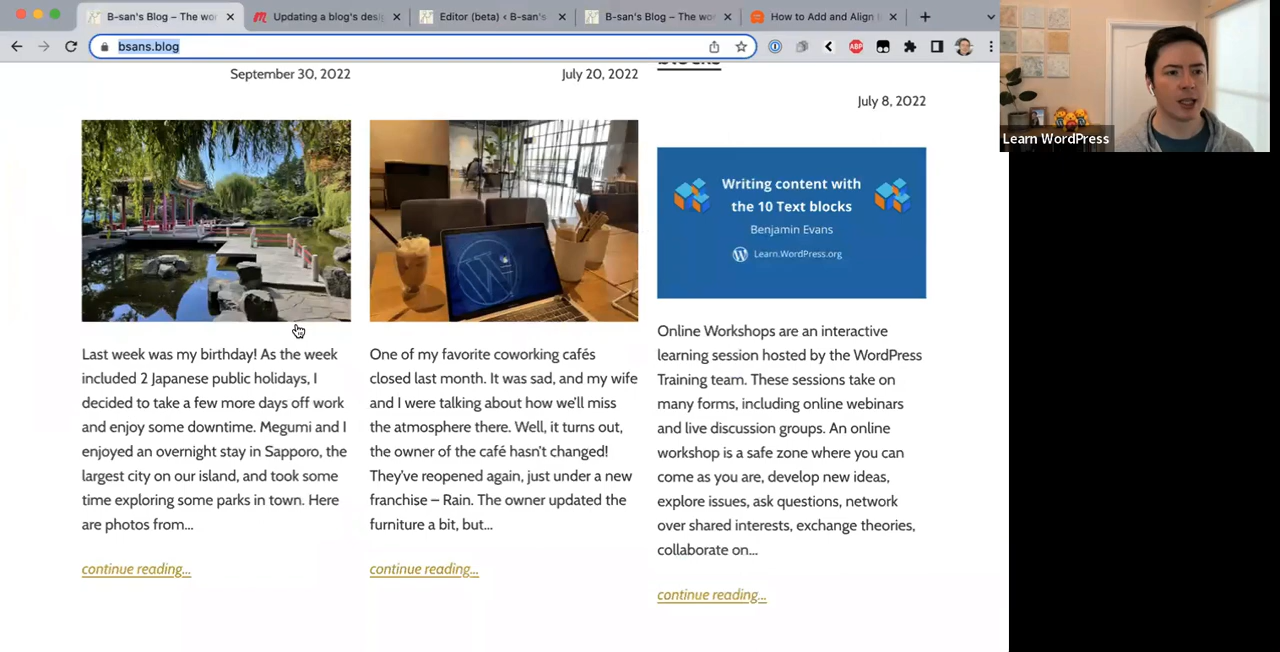 B-san's Blog – The wor
Updating a blog's desi
Editor (beta) ‹ B-san's
B-san's Blog – The wor
How to Add and Align
bsans.blog
ABP
September 30, 2022
July 20, 2022
blocks
July 8, 2022
Learn WordPress
Writing content with
the 10 Text blocks
Benjamin Evans
Learn.WordPress.org
Last week was my birthday! As the week
included 2 Japanese public holidays, I
decided to take a few more days off work
and enjoy some downtime. Megumi and I
enjoyed an overnight stay in Sapporo, the
largest city on our island, and took some
time exploring some parks in town. Here
are photos from…
continue reading…
One of my favorite coworking cafés
closed last month. It was sad, and my wife
and I were talking about how we'll miss
the atmosphere there. Well, it turns out,
the owner of the café hasn't changed!
They've reopened again, just under a new
franchise – Rain. The owner updated the
furniture a bit, but…
continue reading…
Online Workshops are an interactive
learning session hosted by the WordPress
Training team. These sessions take on
many forms, including online webinars
and live discussion groups. An online
workshop is a safe zone where you can
come as you are, develop new ideas,
explore issues, ask questions, network
over shared interests, exchange theories,
collaborate on…
continue reading…